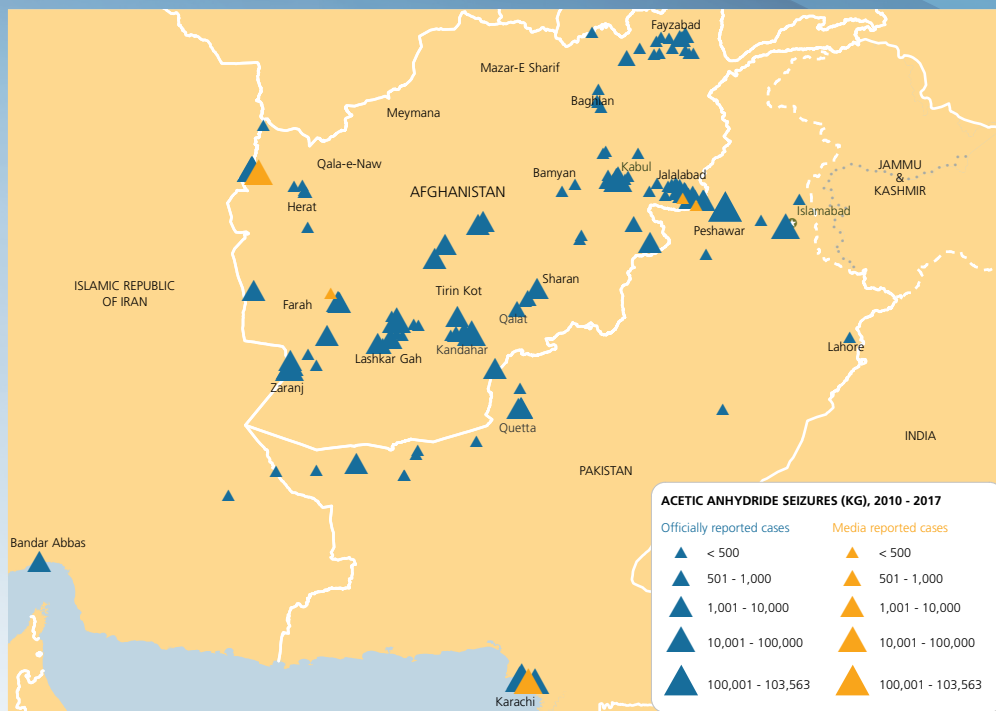 Fayzabad
Mazar-E Sharif
Baghlan
Meymana
Qala-e-Naw
Bamyan
Kabul
Jalalabad
JAMMU
&
KASHMIR
AFGHANISTAN
Herat
Islamabad
Peshawar
ISLAMIC REPUBLIC
OF IRAN
Sharan
Tirin Kot
Farah
Qalat
Kandahar
Lashkar Gah
Lahore
Zaranj
Quetta
INDIA
PAKISTAN
Bandar Abbas
Karachi
ACETIC ANHYDRIDE SEIZURES (KG), 2010 - 2017
Officially reported cases
< 500
501 - 1,000
1,001 - 10,000
10,001 - 100,000
100,001 - 103,563
Media reported cases
< 500
501 - 1,000
1,001 - 10,000
10,001 - 100,000
100,001 - 103,563